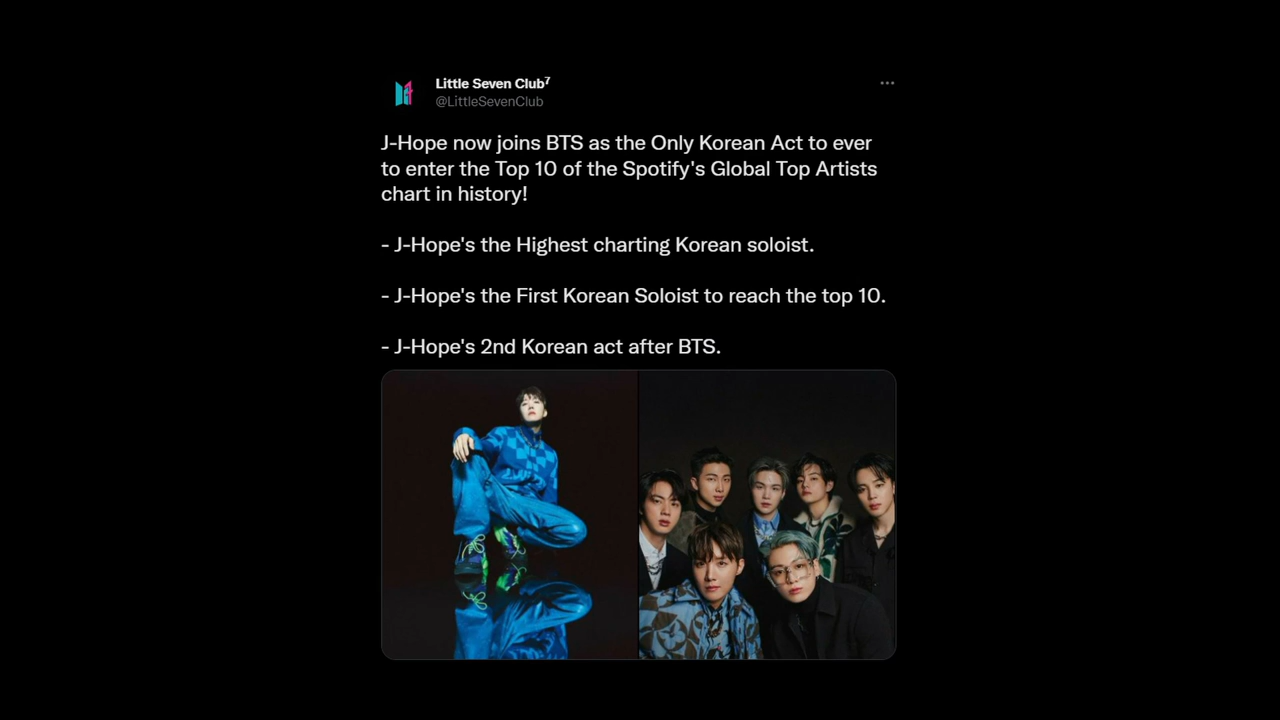 Little Seven Club⁷
@LittleSevenClub
J-Hope now joins BTS as the Only Korean Act to ever
to enter the Top 10 of the Spotify's Global Top Artists
chart in history!
- J-Hope's the Highest charting Korean soloist.
- J-Hope's the First Korean Soloist to reach the top 10.
- J-Hope's 2nd Korean act after BTS.